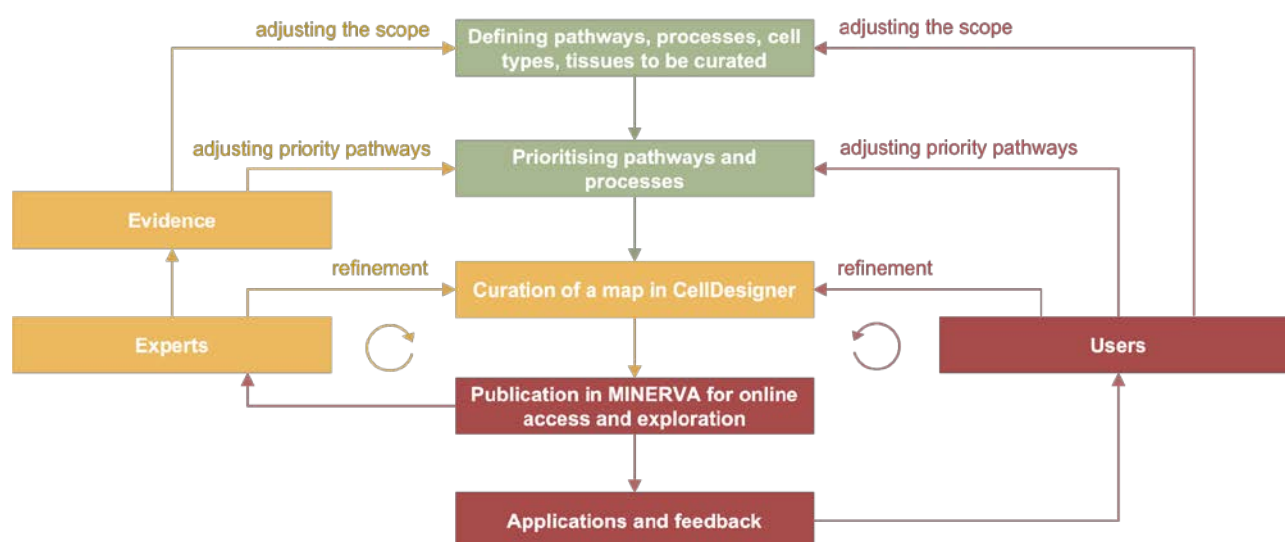 adjusting the scope
Defining pathways, processes, cell
types, tissues to be curated
adjusting the scope
adjusting priority pathways
Prioritising pathways and
processes
adjusting priority pathways
Evidence
refinement
Curation of a map in CellDesigner
refinement
Experts
Users
Publication in MINERVA for online
access and exploration
Applications and feedback